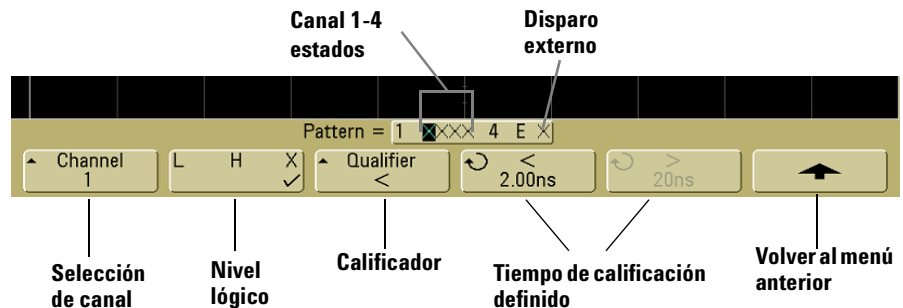 Canal 1-4
estados
Disparo
externo
Pattern = 1 XXXX 4 E X
Channel
1
L H X
✓
Qualifier
<
<
2.00ns
>
20ns
Selección
de canal
Nivel
lógico
Calificador
Tiempo de calificación
definido
Volver al menú
anterior